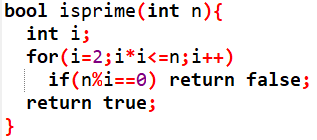 bool isprime(int n){
  int i;
  for(i=2;i*i<=n;i++)
    if(n%i==0) return false;
  return true;
}